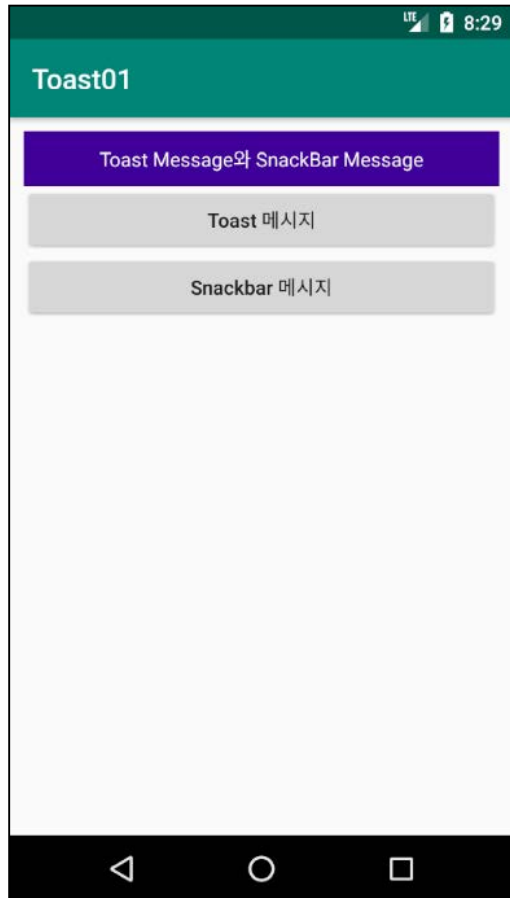 LTE 8:29
Toast01
Toast Message와 SnackBar Message
Toast 메시지
Snackbar 메시지